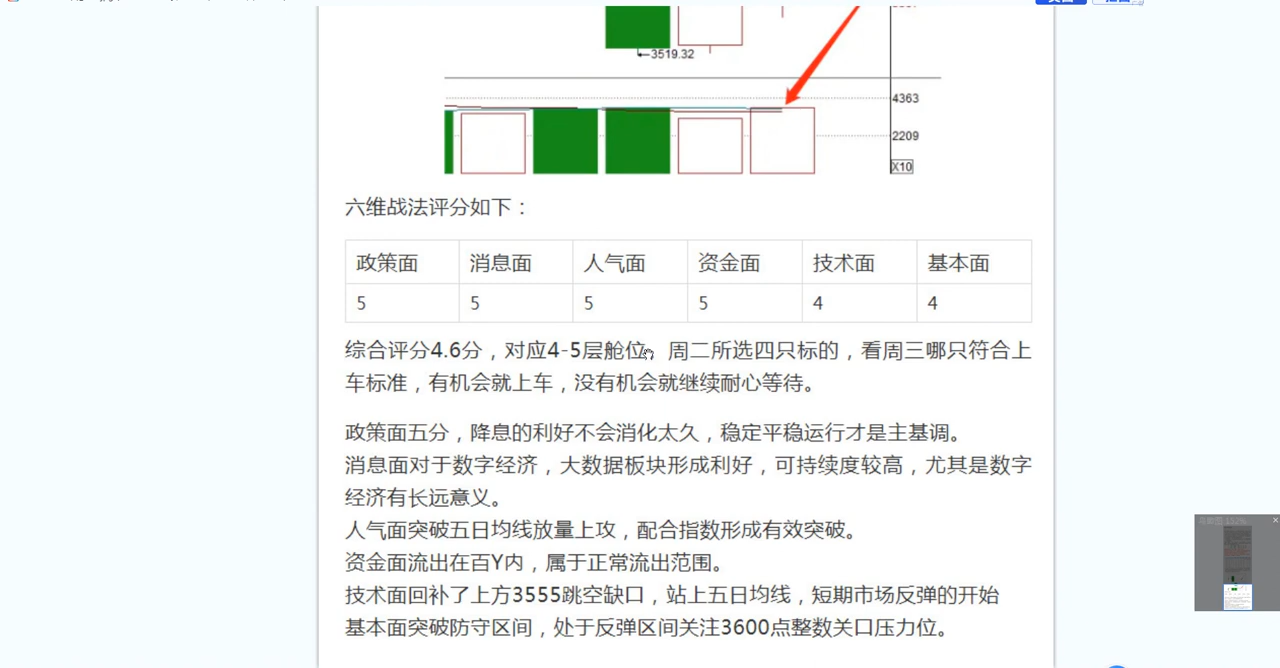 3519.32
4363
2209
X10
六维战法评分如下：
政策面 消息面 人气面 资金面 技术面 基本面
5 5 5 5 4 4
综合评分4.6分，对应4-5层舱位。周二所选四只标的，看周三哪只符合上
车标准，有机会就上车，没有机会就继续耐心等待。
政策面五分，降息的利好不会消化太久，稳定平稳运行才是主基调。
消息面对于数字经济，大数据板块形成利好，可持续度较高，尤其是数字
经济有长远意义。
人气面突破五日均线放量上攻，配合指数形成有效突破。
资金面流出在百Y内，属于正常流出范围。
技术面回补了上方3555跳空缺口，站上五日均线，短期市场反弹的开始
基本面突破防守区间，处于反弹区间关注3600点整数关口压力位。